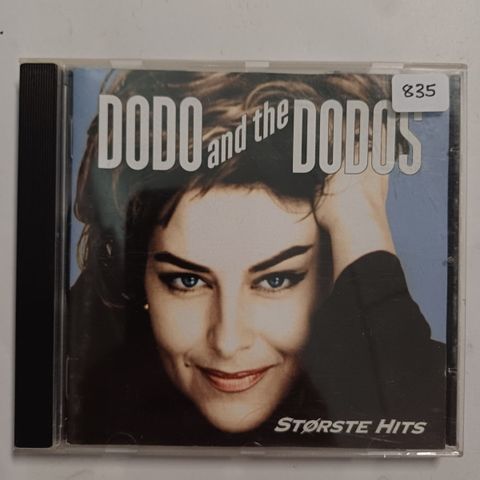 835
DODO and the DODOS
STØRSTE HITS